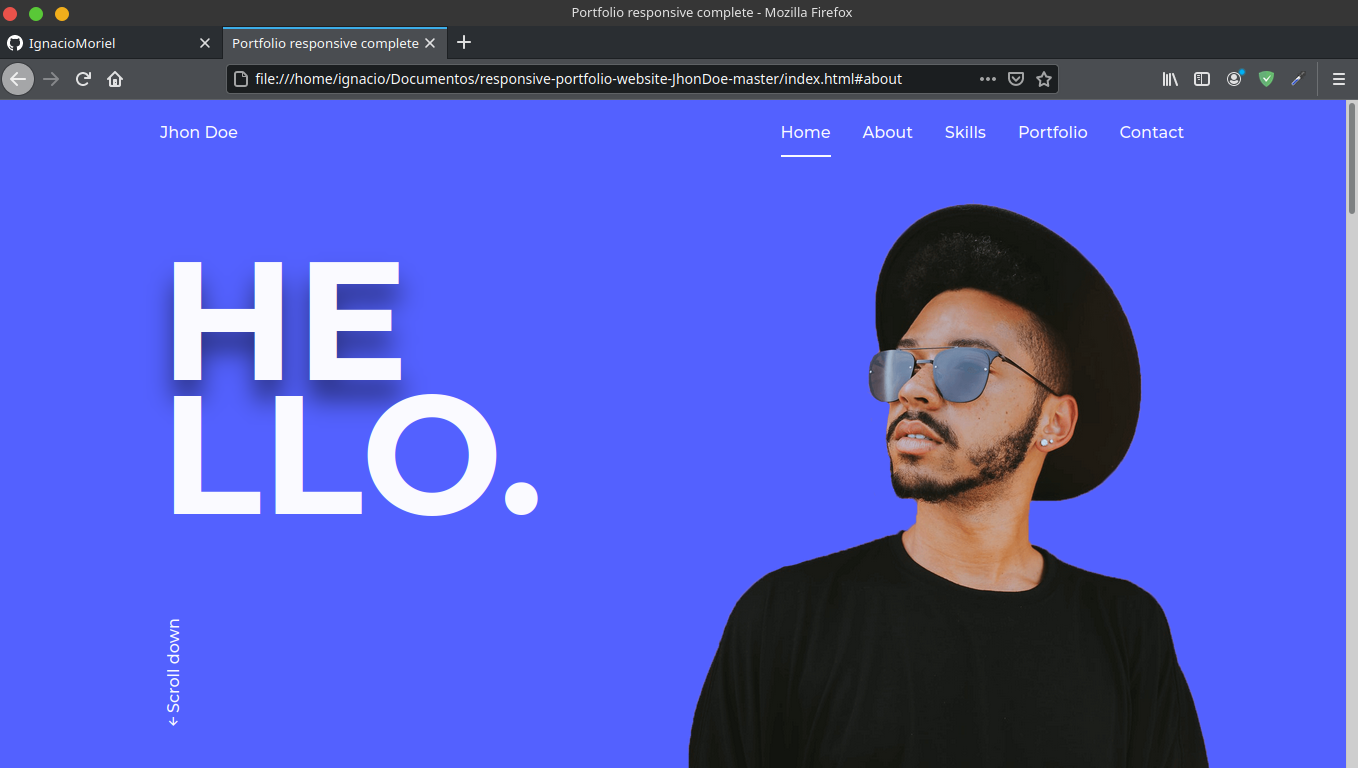 Portfolio responsive complete - Mozilla Firefox
IgnacioMoriel
Portfolio responsive complete
file:///home/ignacio/Documentos/responsive-portfolio-website-JhonDoe-master/index.html#about
Jhon Doe
Home About Skills Portfolio Contact
HE
LLO.
← Scroll down